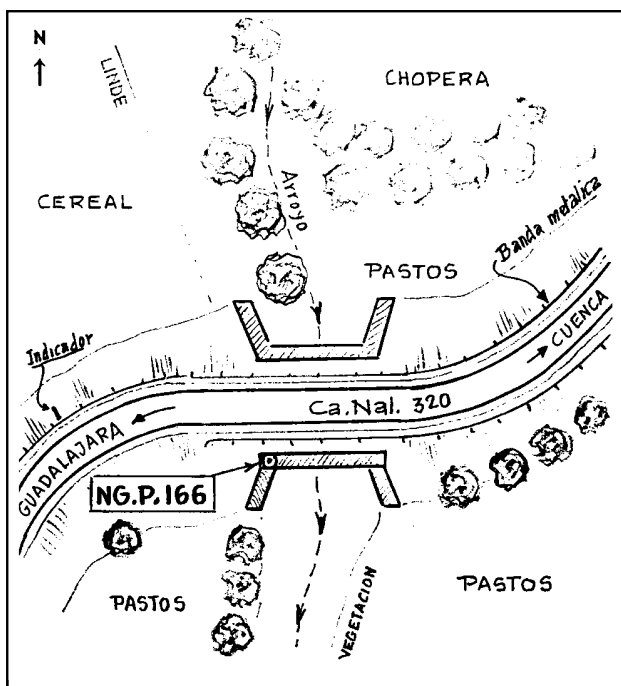 N
LINDE
CHOPERA
CEREAL
Arroyo
Banda metalica
PASTOS
Indicador
CUENCA
Ca.Nal. 320
GUADALAJARA
NG.P.166
PASTOS
VEGETACION
PASTOS